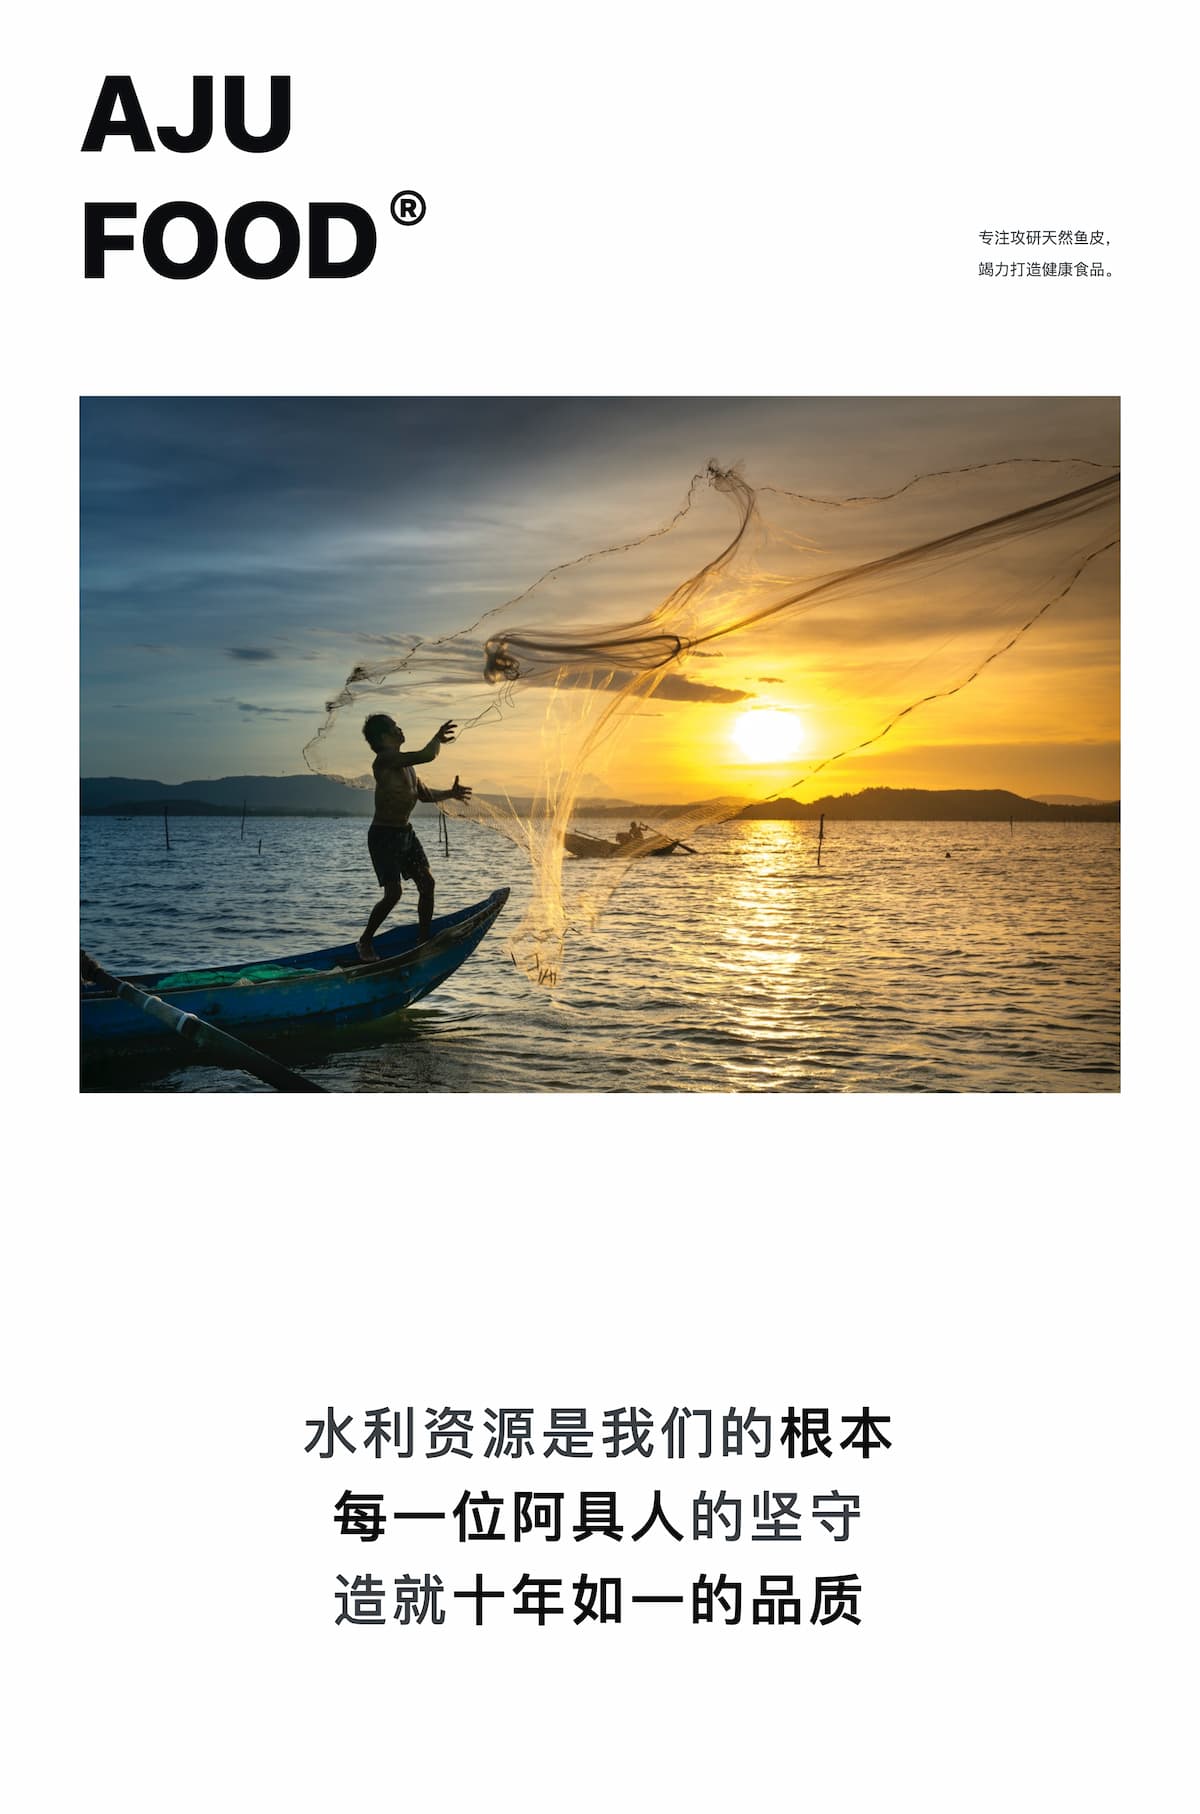 AJU
FOOD®
专注攻研天然鱼皮，
竭力打造健康食品。
水利资源是我们的根本
每一位阿具人的坚守
造就十年如一的品质